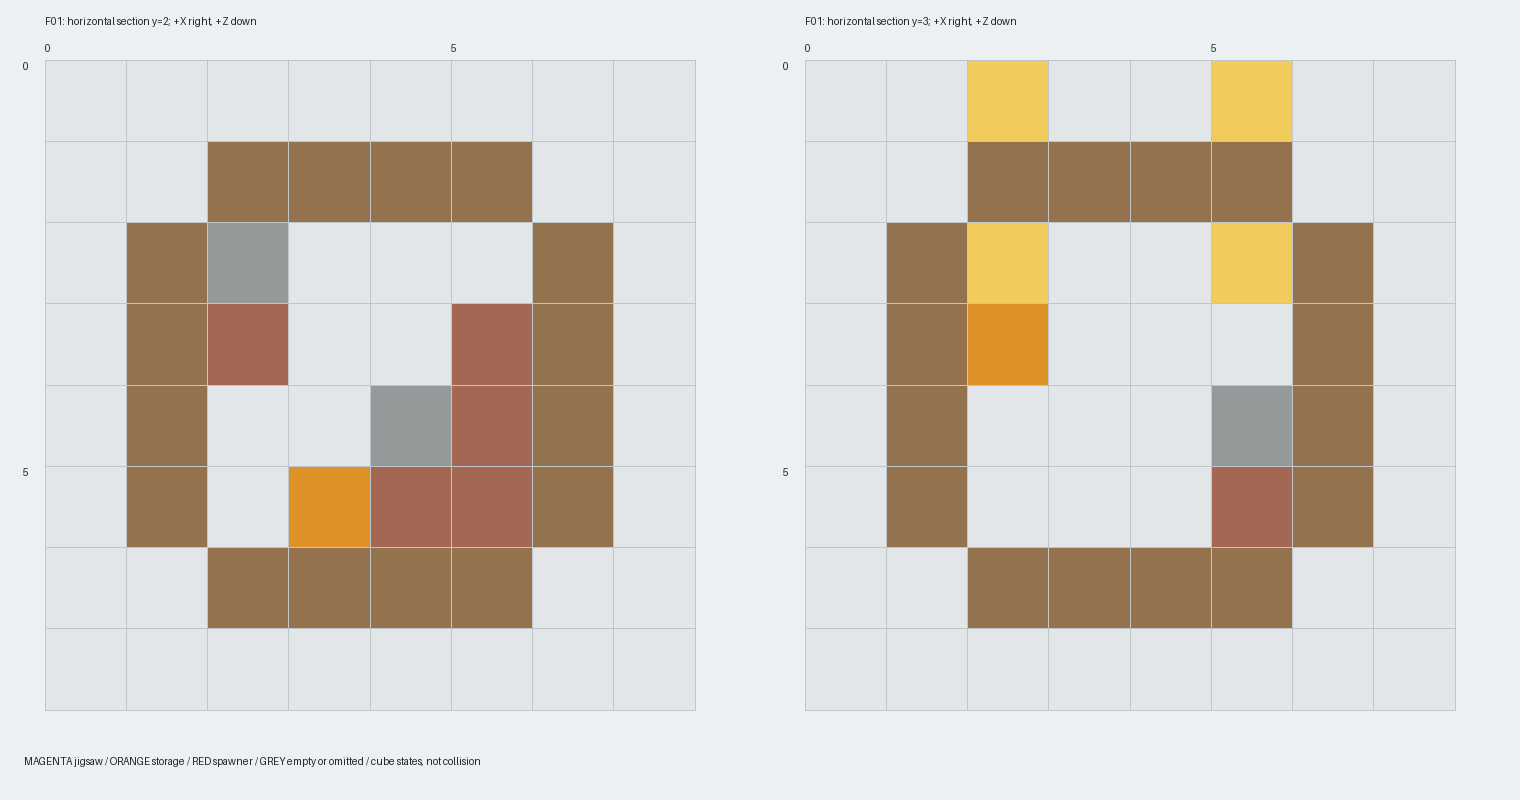 F01: horizontal section y=2; +X right, +Z down
F01: horizontal section y=3; +X right, +Z down
0 5
0 5
0
0
5
5
MAGENTA jigsaw / ORANGE storage / RED spawner / GREY empty or omitted / cube states, not collision